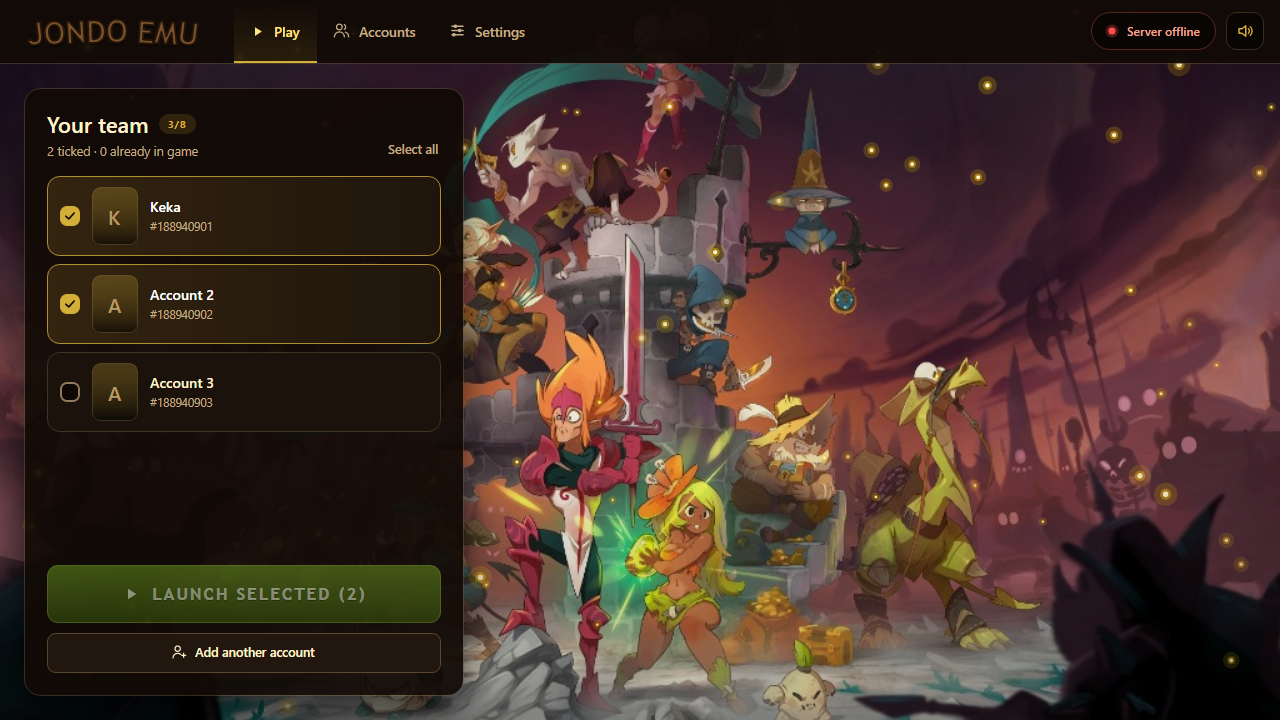 JONDO EMU
Play
Accounts
Settings
Server offline
Your team 3/8
2 ticked · 0 already in game
Select all
K
Keka
#188940901
A
Account 2
#188940902
A
Account 3
#188940903
LAUNCH SELECTED (2)
Add another account